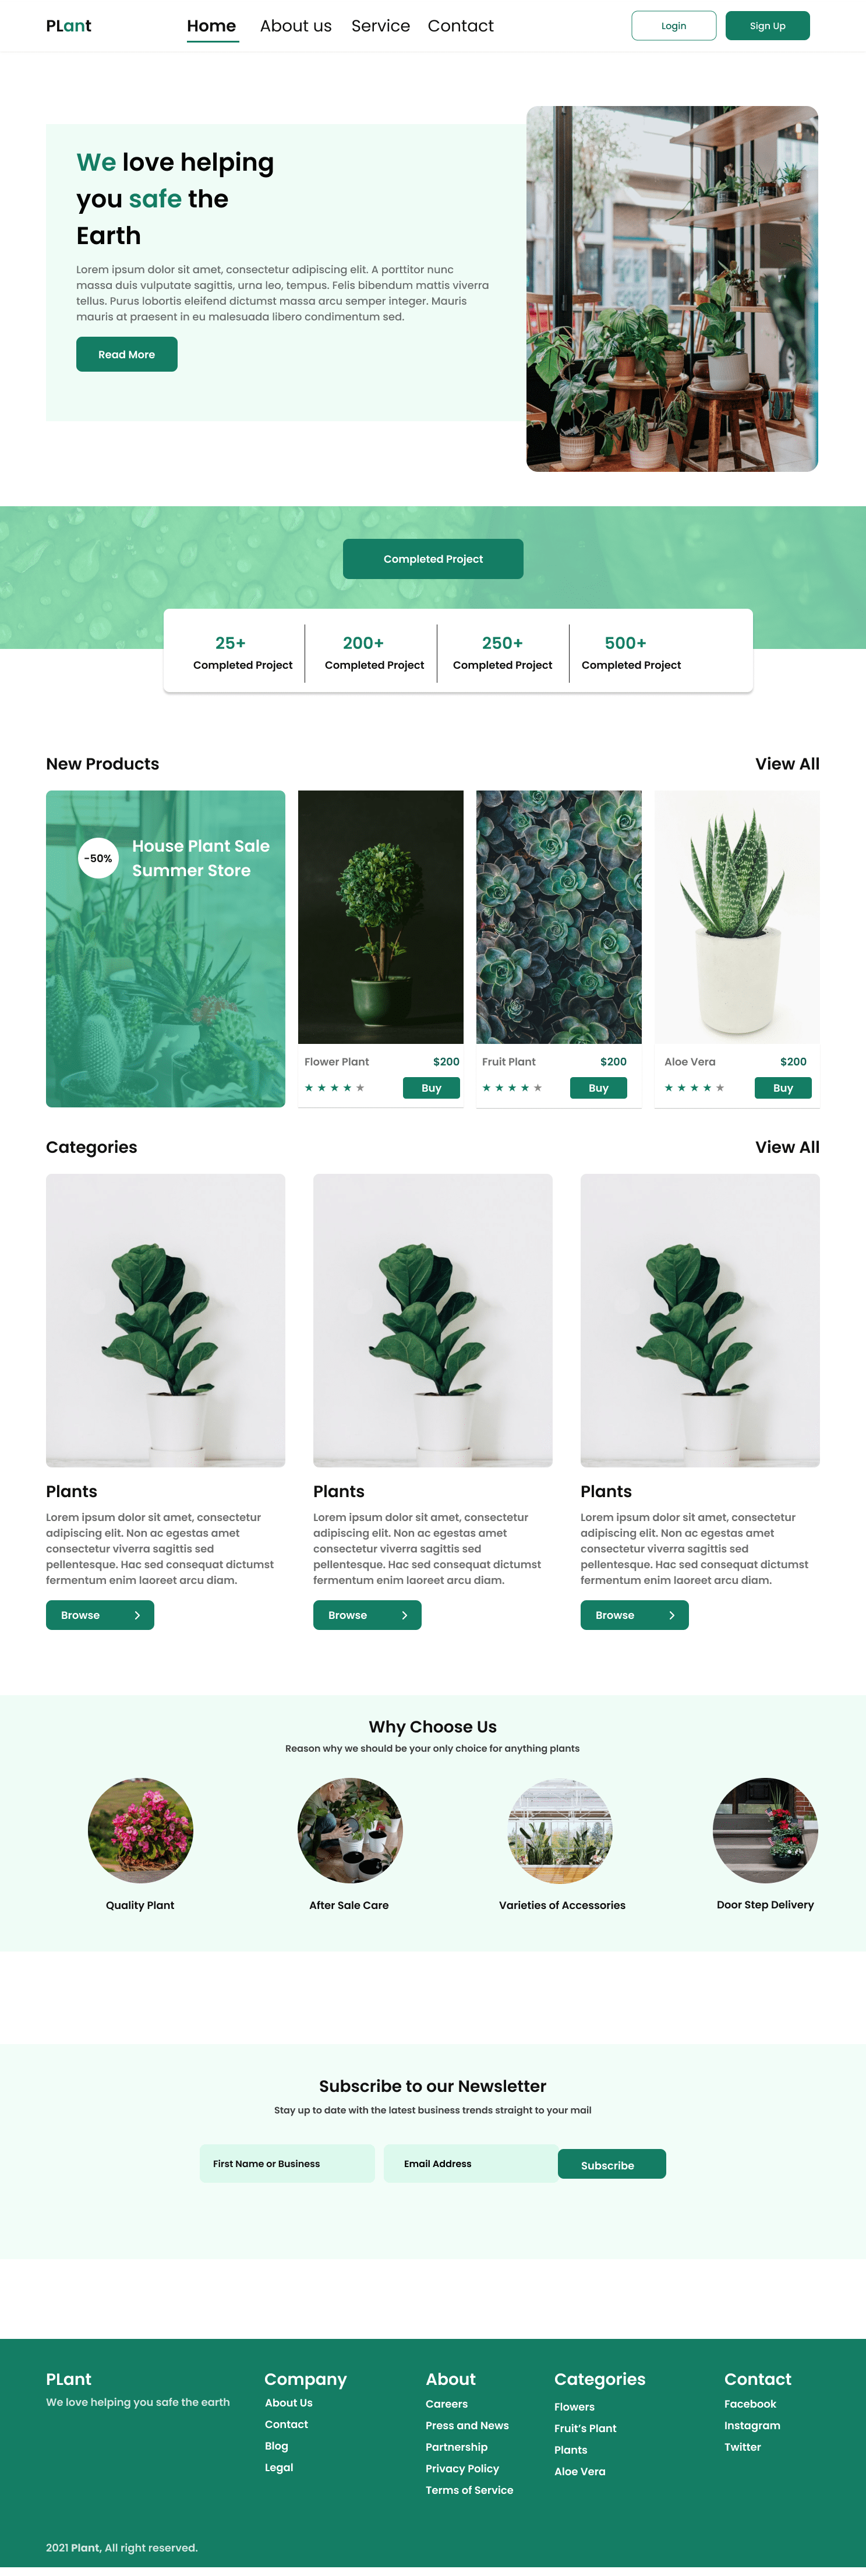 PLant
Home
About us
Service
Contact
Login
Sign Up
We love helping
you safe the
Earth
Lorem ipsum dolor sit amet, consectetur adipiscing elit. A porttitor nunc
massa duis vulputate sagittis, urna leo, tempus. Felis bibendum mattis viverra
tellus. Purus lobortis eleifend dictumst massa arcu semper integer. Mauris
mauris at praesent in eu malesuada libero condimentum sed.
Read More
Completed Project
25+
Completed Project
200+
Completed Project
250+
Completed Project
500+
Completed Project
New Products
View All
-50%
House Plant Sale
Summer Store
Flower Plant
$200
Buy
Fruit Plant
$200
Buy
Aloe Vera
$200
Buy
Categories
View All
Plants
Lorem ipsum dolor sit amet, consectetur
adipiscing elit. Non ac egestas amet
consectetur viverra sagittis sed
pellentesque. Hac sed consequat dictumst
fermentum enim laoreet arcu diam.
Browse
Plants
Lorem ipsum dolor sit amet, consectetur
adipiscing elit. Non ac egestas amet
consectetur viverra sagittis sed
pellentesque. Hac sed consequat dictumst
fermentum enim laoreet arcu diam.
Browse
Plants
Lorem ipsum dolor sit amet, consectetur
adipiscing elit. Non ac egestas amet
consectetur viverra sagittis sed
pellentesque. Hac sed consequat dictumst
fermentum enim laoreet arcu diam.
Browse
Why Choose Us
Reason why we should be your only choice for anything plants
Quality Plant
After Sale Care
Varieties of Accessories
Door Step Delivery
Subscribe to our Newsletter
Stay up to date with the latest business trends straight to your mail
First Name or Business
Email Address
Subscribe
PLant
We love helping you safe the earth
Company
About Us
Contact
Blog
Legal
About
Careers
Press and News
Partnership
Privacy Policy
Terms of Service
Categories
Flowers
Fruit's Plant
Plants
Aloe Vera
Contact
Facebook
Instagram
Twitter
2021 Plant, All right reserved.